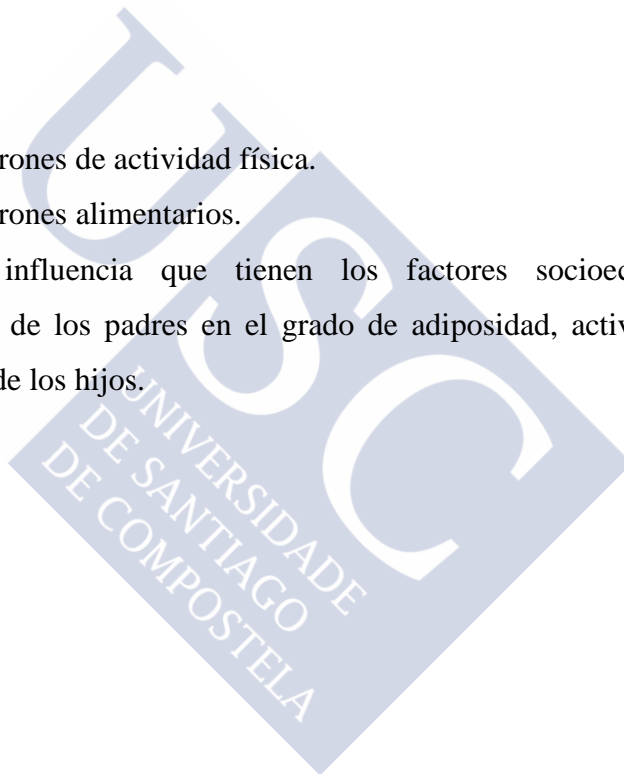 rones de actividad física.
rones alimentarios.
influencia que tienen los factores socioec
de los padres en el grado de adiposidad, activ
de los hijos.
USC
UNIVERSIDADE
DE SANTIAGO
DE COMPOSTELA